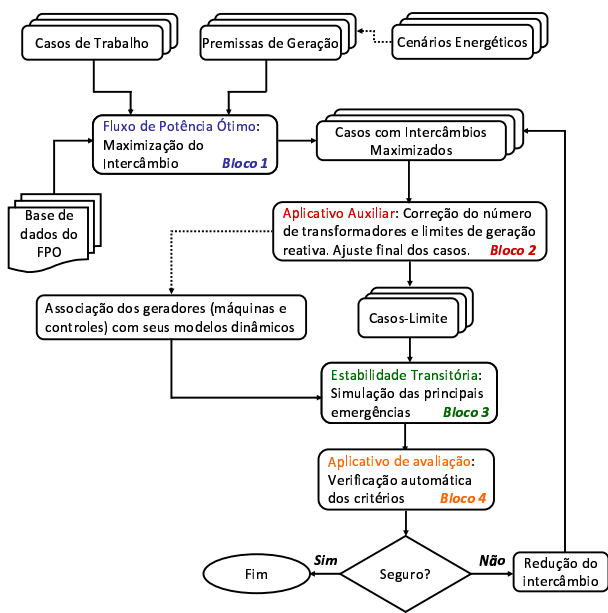 Casos de Trabalho
Premissas de Geração
Cenários Energéticos
Fluxo de Potência Ótimo:
Maximização do
Intercâmbio Bloco 1
Casos com Intercâmbios
Maximizados
Base de
dados do
FPO
Aplicativo Auxiliar: Correção do número
de transformadores e limites de geração
reativa. Ajuste final dos casos. Bloco 2
Associação dos geradores (máquinas e
controles) com seus modelos dinâmicos
Casos-Limite
Estabilidade Transitória:
Simulação das principais
emergências Bloco 3
Aplicativo de avaliação:
Verificação automática
dos critérios Bloco 4
Fim
Sim
Seguro?
Não
Redução do
intercâmbio